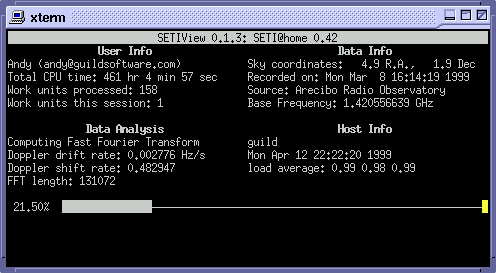 xterm
SETIView 0.1.3: SETI@home 0.42
User Info
Andy (andy@guildsoftware.com)
Total CPU time: 461 hr 4 min 57 sec
Work units processed: 158
Work units this session: 1
Data Info
Sky coordinates: 4.9 R.A., 1.9 Dec
Recorded on: Mon Mar 8 16:14:19 1999
Source: Arecibo Radio Observatory
Base Frequency: 1.420556639 GHz
Data Analysis
Computing Fast Fourier Transform
Doppler drift rate: 0.002776 Hz/s
Doppler shift rate: 0.482947
FFT length: 131072
Host Info
guild
Mon Apr 12 22:22:20 1999
load average: 0.99 0.98 0.99
21.50%